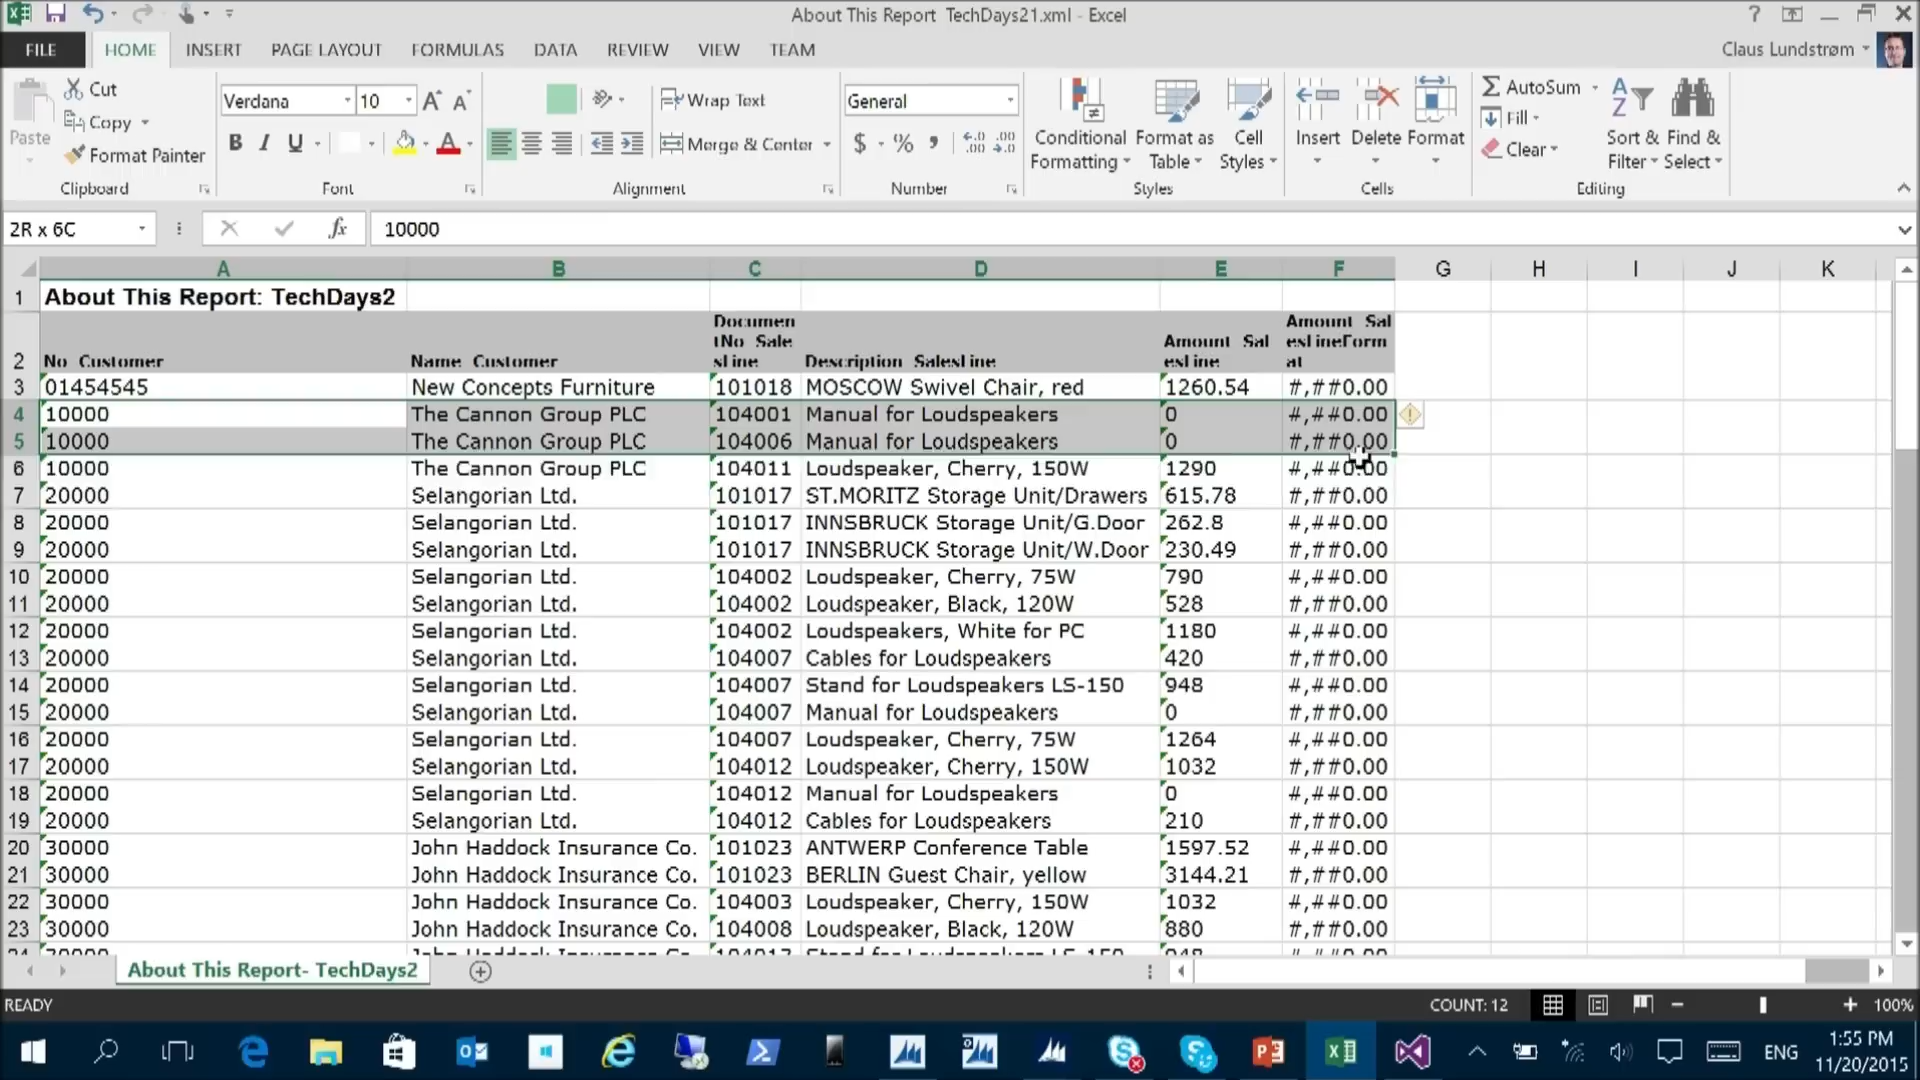 About This Report TechDays21.xml - Excel
?
FILE HOME INSERT PAGE LAYOUT FORMULAS DATA REVIEW VIEW TEAM
Claus Lundstrøm
Paste
Cut
Copy
Format Painter
Clipboard
Verdana 10
B I U
Font
Wrap Text
Merge & Center
Alignment
General
$ % ,
Number
Conditional Formatting
Format as Table
Cell Styles
Styles
Insert Delete Format
Cells
AutoSum
Fill
Clear
Sort & Filter
Find & Select
Editing
2R x 6C fx 10000
A B C D E F G H I J K
1 About This Report: TechDays2
2 No_Customer Name_Customer DocumentNo_SalesLine Description_SalesLine Amount_SalesLine Amount_SalesLineFormat
3 01454545 New Concepts Furniture 101018 MOSCOW Swivel Chair, red 1260.54 #,##0.00
4 10000 The Cannon Group PLC 104001 Manual for Loudspeakers 0 #,##0.00
5 10000 The Cannon Group PLC 104006 Manual for Loudspeakers 0 #,##0.00
6 10000 The Cannon Group PLC 104011 Loudspeaker, Cherry, 150W 1290 #,##0.00
7 20000 Selangorian Ltd. 101017 ST.MORITZ Storage Unit/Drawers 615.78 #,##0.00
8 20000 Selangorian Ltd. 101017 INNSBRUCK Storage Unit/G.Door 262.8 #,##0.00
9 20000 Selangorian Ltd. 101017 INNSBRUCK Storage Unit/W.Door 230.49 #,##0.00
10 20000 Selangorian Ltd. 104002 Loudspeaker, Cherry, 75W 790 #,##0.00
11 20000 Selangorian Ltd. 104002 Loudspeaker, Black, 120W 528 #,##0.00
12 20000 Selangorian Ltd. 104002 Loudspeakers, White for PC 1180 #,##0.00
13 20000 Selangorian Ltd. 104007 Cables for Loudspeakers 420 #,##0.00
14 20000 Selangorian Ltd. 104007 Stand for Loudspeakers LS-150 948 #,##0.00
15 20000 Selangorian Ltd. 104007 Manual for Loudspeakers 0 #,##0.00
16 20000 Selangorian Ltd. 104007 Loudspeaker, Cherry, 75W 1264 #,##0.00
17 20000 Selangorian Ltd. 104012 Loudspeaker, Cherry, 150W 1032 #,##0.00
18 20000 Selangorian Ltd. 104012 Manual for Loudspeakers 0 #,##0.00
19 20000 Selangorian Ltd. 104012 Cables for Loudspeakers 210 #,##0.00
20 30000 John Haddock Insurance Co. 101023 ANTWERP Conference Table 1597.52 #,##0.00
21 30000 John Haddock Insurance Co. 101023 BERLIN Guest Chair, yellow 3144.21 #,##0.00
22 30000 John Haddock Insurance Co. 104003 Loudspeaker, Cherry, 150W 1032 #,##0.00
23 30000 John Haddock Insurance Co. 104008 Loudspeaker, Black, 120W 880 #,##0.00
About This Report- TechDays2
READY COUNT: 12 100%
ENG
1:55 PM
11/20/2015